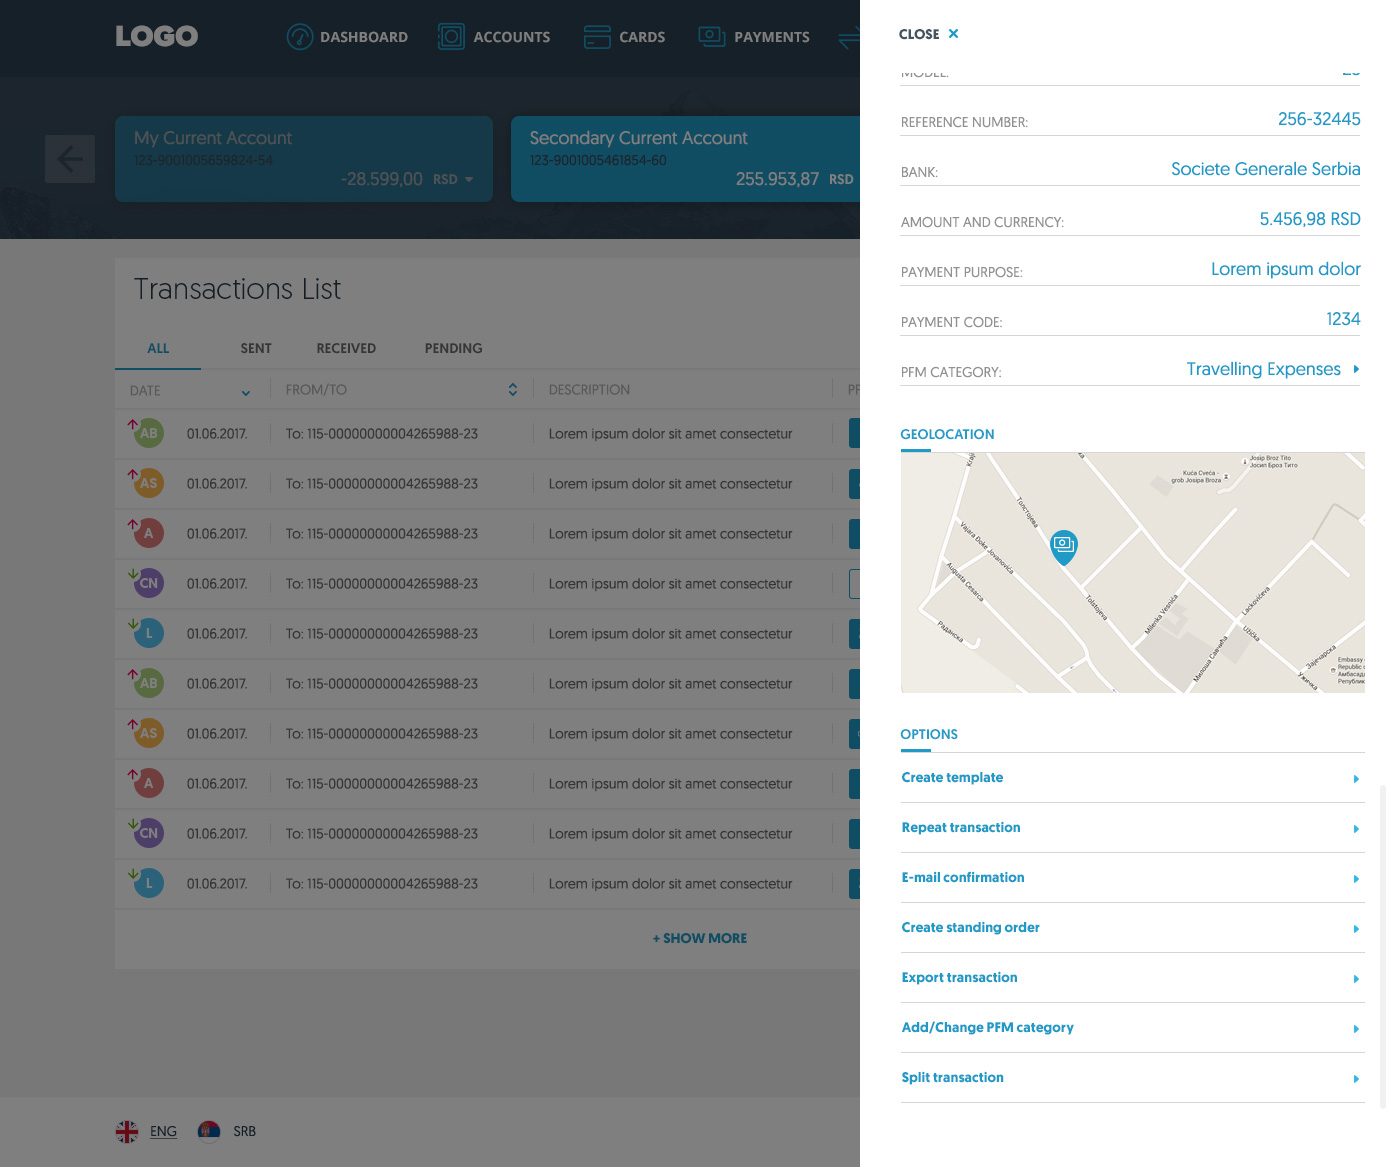 LOGO
DASHBOARD
ACCOUNTS
CARDS
PAYMENTS
My Current Account
123-9001005659824-54
-28.599,00 RSD
Secondary Current Account
123-9001005461854-60
255.953,87 RSD
Transactions List
ALL
SENT
RECEIVED
PENDING
DATE
FROM/TO
DESCRIPTION
AB 01.06.2017. To: 115-00000000004265988-23 Lorem ipsum dolor sit amet consectetur
AS 01.06.2017. To: 115-00000000004265988-23 Lorem ipsum dolor sit amet consectetur
A 01.06.2017. To: 115-00000000004265988-23 Lorem ipsum dolor sit amet consectetur
CN 01.06.2017. To: 115-00000000004265988-23 Lorem ipsum dolor sit amet consectetur
L 01.06.2017. To: 115-00000000004265988-23 Lorem ipsum dolor sit amet consectetur
AB 01.06.2017. To: 115-00000000004265988-23 Lorem ipsum dolor sit amet consectetur
AS 01.06.2017. To: 115-00000000004265988-23 Lorem ipsum dolor sit amet consectetur
A 01.06.2017. To: 115-00000000004265988-23 Lorem ipsum dolor sit amet consectetur
CN 01.06.2017. To: 115-00000000004265988-23 Lorem ipsum dolor sit amet consectetur
L 01.06.2017. To: 115-00000000004265988-23 Lorem ipsum dolor sit amet consectetur
+ SHOW MORE
ENG
SRB
CLOSE
MODEL:
REFERENCE NUMBER: 256-32445
BANK: Societe Generale Serbia
AMOUNT AND CURRENCY: 5.456,98 RSD
PAYMENT PURPOSE: Lorem ipsum dolor
PAYMENT CODE: 1234
PFM CATEGORY: Travelling Expenses
GEOLOCATION
Josip Broz Tito
Јосип Броз Тито
Kuća Cveća -
grob Josipa Broza
Kraji
Толстојева
Vajara Đoke Jovanovića
Augusta Cesarca
Раданска
Tolstojeva
Milenka Vesnića
Милоша Савчића
Lackovićeva
Užička
Зајечарска
Ужичка
Embassy
Republic
Амбасад
Републик
OPTIONS
Create template
Repeat transaction
E-mail confirmation
Create standing order
Export transaction
Add/Change PFM category
Split transaction